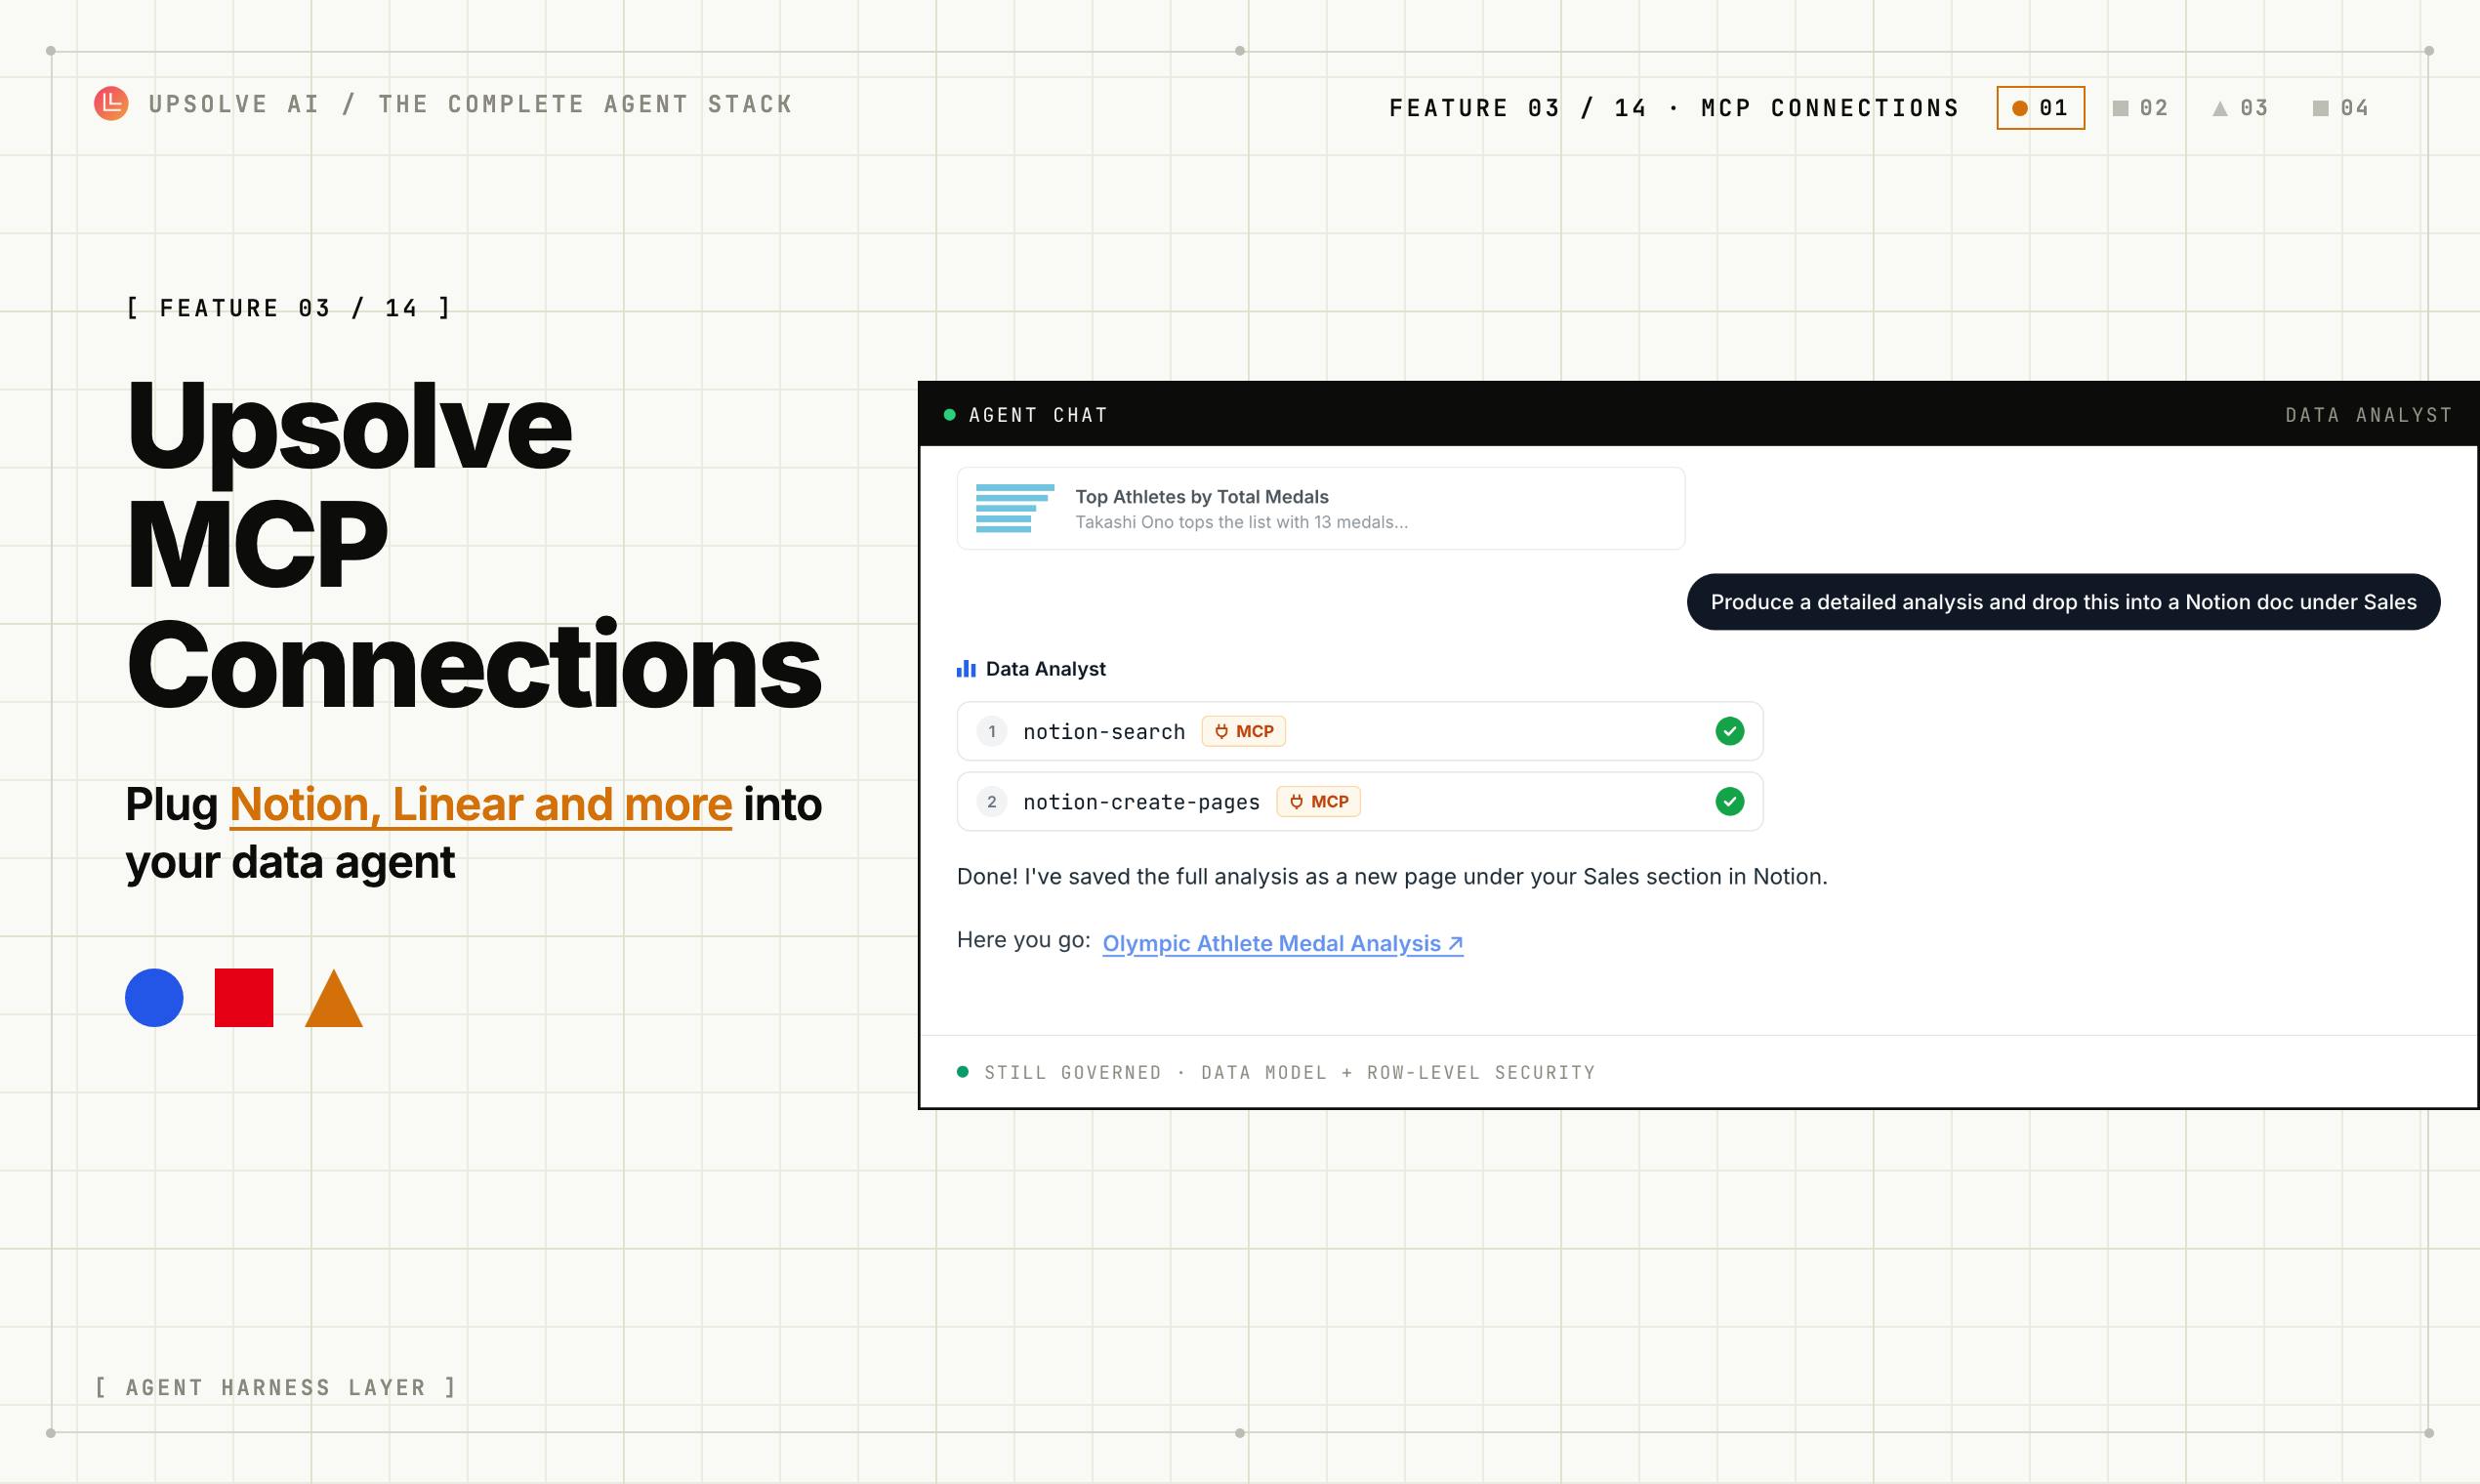 UPSOLVE AI / THE COMPLETE AGENT STACK
FEATURE 03 / 14 · MCP CONNECTIONS
01
02
03
04
[ FEATURE 03 / 14 ]
Upsolve
MCP
Connections
Plug Notion, Linear and more into
your data agent
AGENT CHAT
DATA ANALYST
Top Athletes by Total Medals
Takashi Ono tops the list with 13 medals...
Produce a detailed analysis and drop this into a Notion doc under Sales
Data Analyst
1 notion-search MCP
2 notion-create-pages MCP
Done! I've saved the full analysis as a new page under your Sales section in Notion.
Here you go: Olympic Athlete Medal Analysis ↗
STILL GOVERNED · DATA MODEL + ROW-LEVEL SECURITY
[ AGENT HARNESS LAYER ]